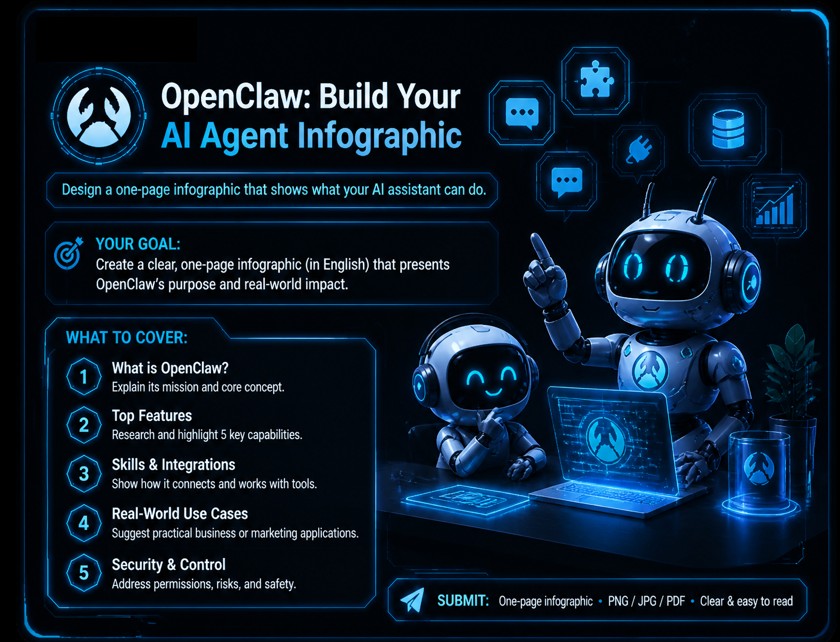 OpenClaw: Build Your
AI Agent Infographic
Design a one-page infographic that shows what your AI assistant can do.
YOUR GOAL:
Create a clear, one-page infographic (in English) that presents
OpenClaw's purpose and real-world impact.
WHAT TO COVER:
1
What is OpenClaw?
Explain its mission and core concept.
2
Top Features
Research and highlight 5 key capabilities.
3
Skills & Integrations
Show how it connects and works with tools.
4
Real-World Use Cases
Suggest practical business or marketing applications.
5
Security & Control
Address permissions, risks, and safety.
SUBMIT: One-page infographic • PNG / JPG / PDF • Clear & easy to read